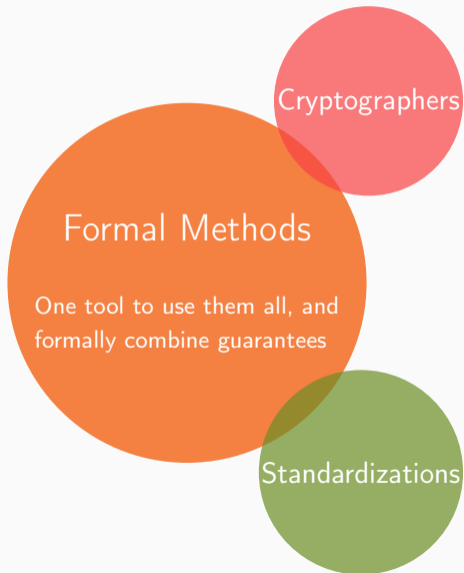 Cryptographers
Formal Methods
One tool to use them all, and
formally combine guarantees
Standardizations